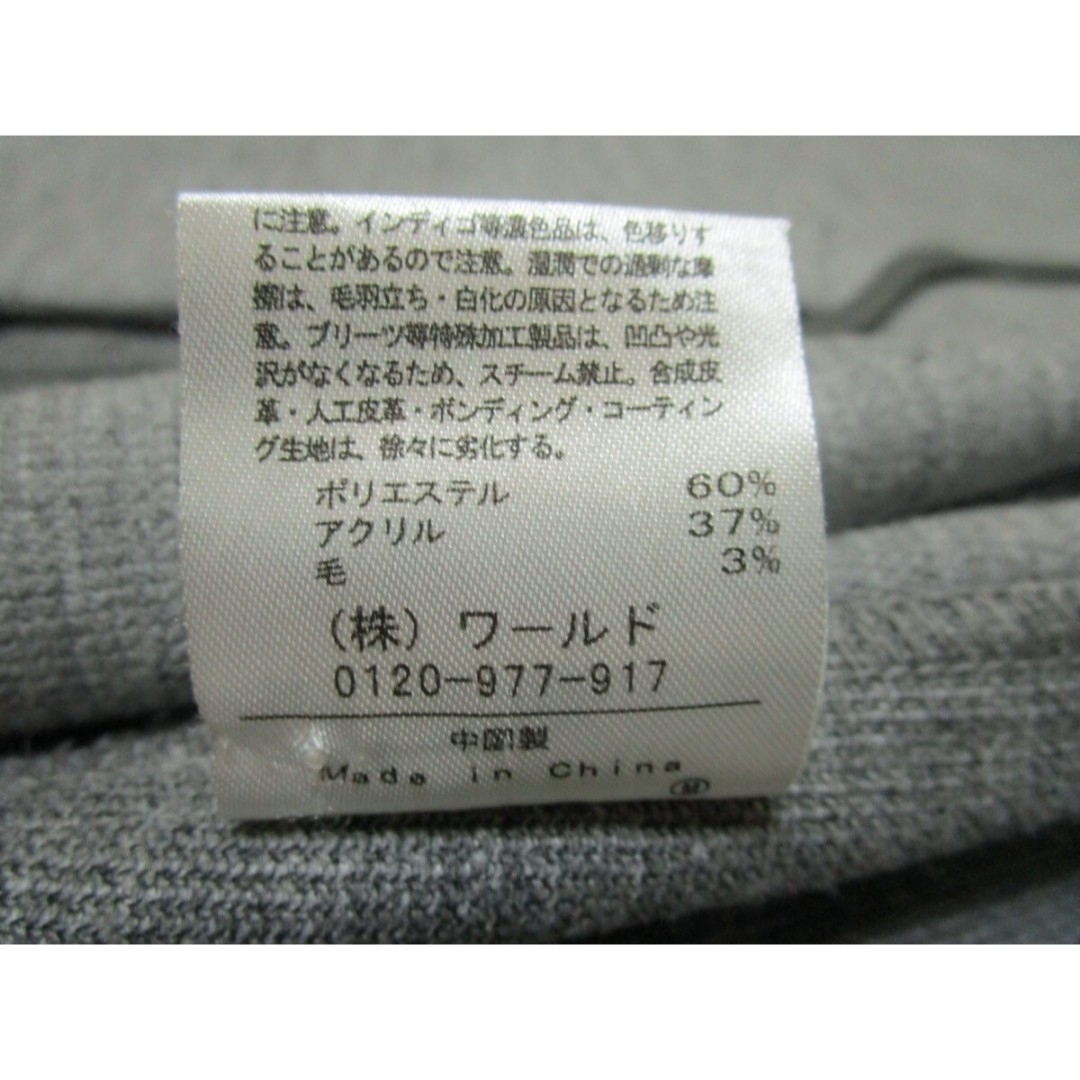 に注意。インディゴ等濃色品は、色移りす
ることがあるので注意。湿潤での過剰な摩
擦は、毛羽立ち・白化の原因となるため注
意。プリーツ等特殊加工製品は、凹凸や光
沢がなくなるため、スチーム禁止。合成皮
革・人工皮革・ボンディング・コーティン
グ生地は、徐々に劣化する。
ポリエステル 60%
アクリル 37%
毛 3%
(株) ワールド
0120-977-917
中国製
Made in China
M